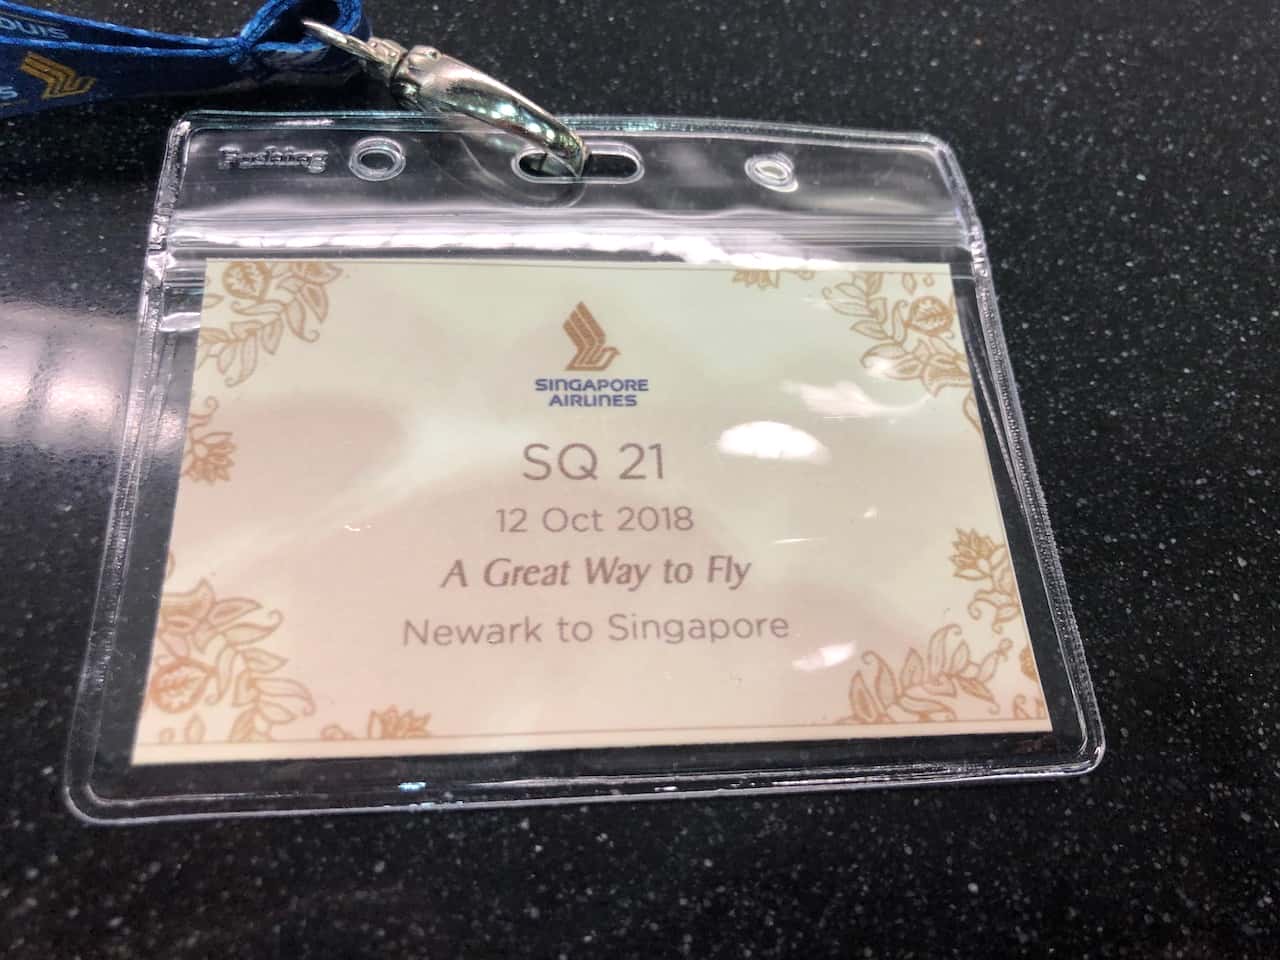 SINGAPORE
AIRLINES
SQ 21
12 Oct 2018
A Great Way to Fly
Newark to Singapore